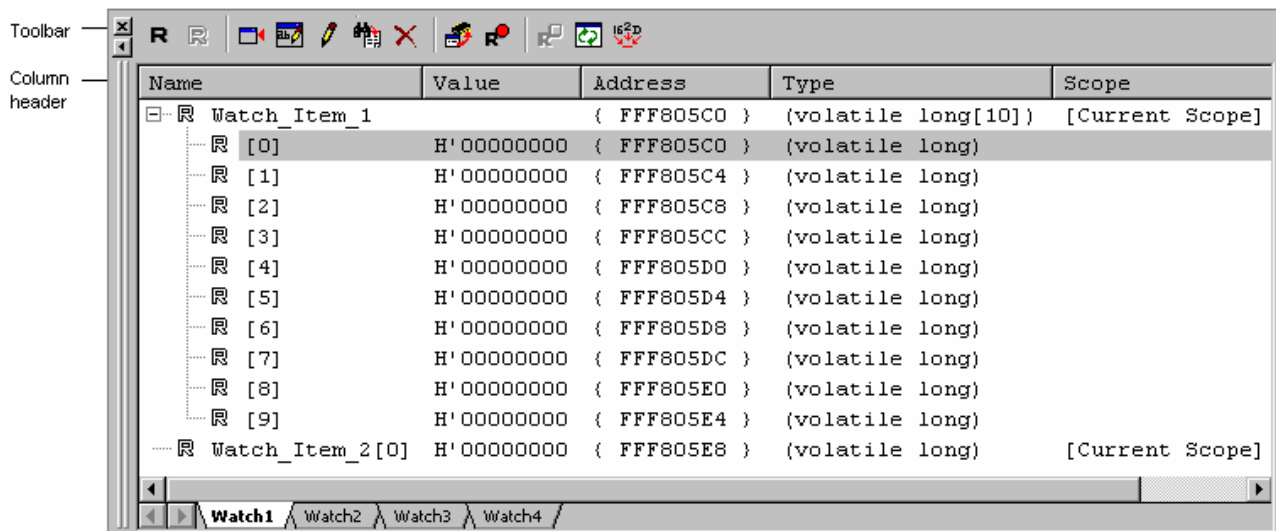 Toolbar
Column header
Name Value Address Type Scope
R Watch_Item_1 { FFF805C0 } (volatile long[10]) [Current Scope]
R [0] H'00000000 { FFF805C0 } (volatile long)
R [1] H'00000000 { FFF805C4 } (volatile long)
R [2] H'00000000 { FFF805C8 } (volatile long)
R [3] H'00000000 { FFF805CC } (volatile long)
R [4] H'00000000 { FFF805D0 } (volatile long)
R [5] H'00000000 { FFF805D4 } (volatile long)
R [6] H'00000000 { FFF805D8 } (volatile long)
R [7] H'00000000 { FFF805DC } (volatile long)
R [8] H'00000000 { FFF805E0 } (volatile long)
R [9] H'00000000 { FFF805E4 } (volatile long)
R Watch_Item_2[0] H'00000000 { FFF805E8 } (volatile long) [Current Scope]
Watch1 Watch2 Watch3 Watch4